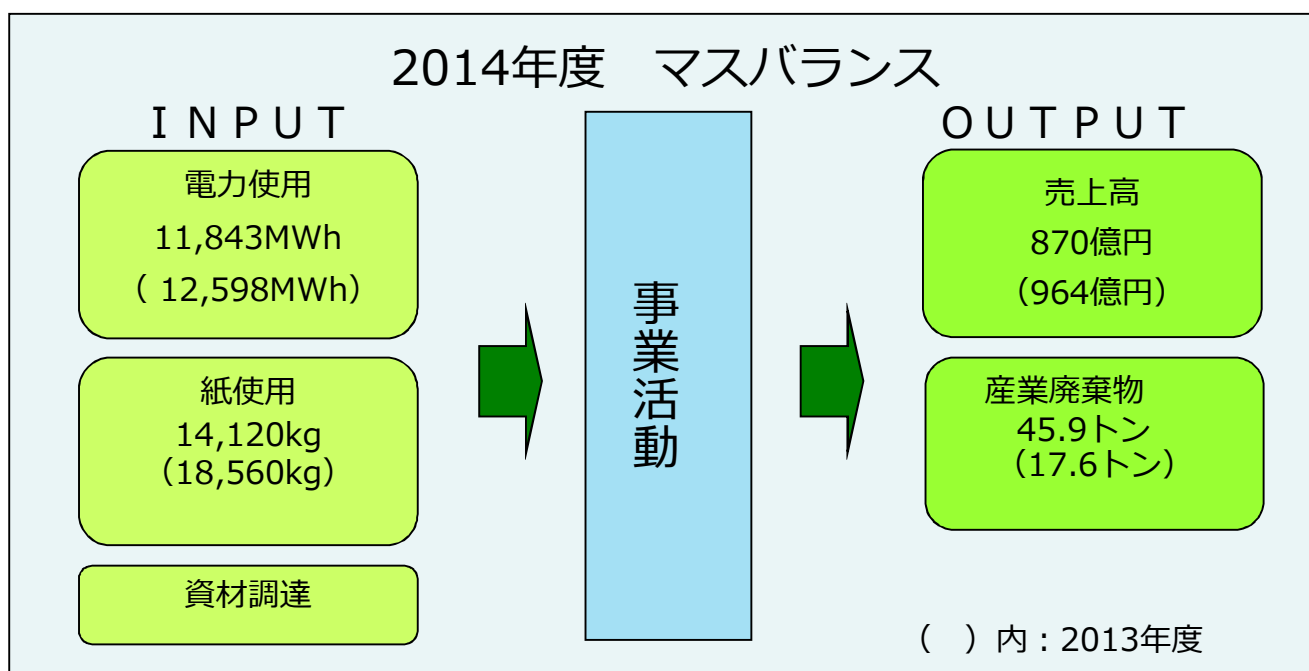 2014年度　マスバランス
ＩＮＰＵＴ
電力使用
11,843MWh
（ 12,598MWh）
紙使用
14,120kg
（18,560kg）
資材調達
事業活動
ＯＵＴＰＵＴ
売上高
870億円
（964億円）
産業廃棄物
45.9トン
（17.6トン）
（　）内：2013年度